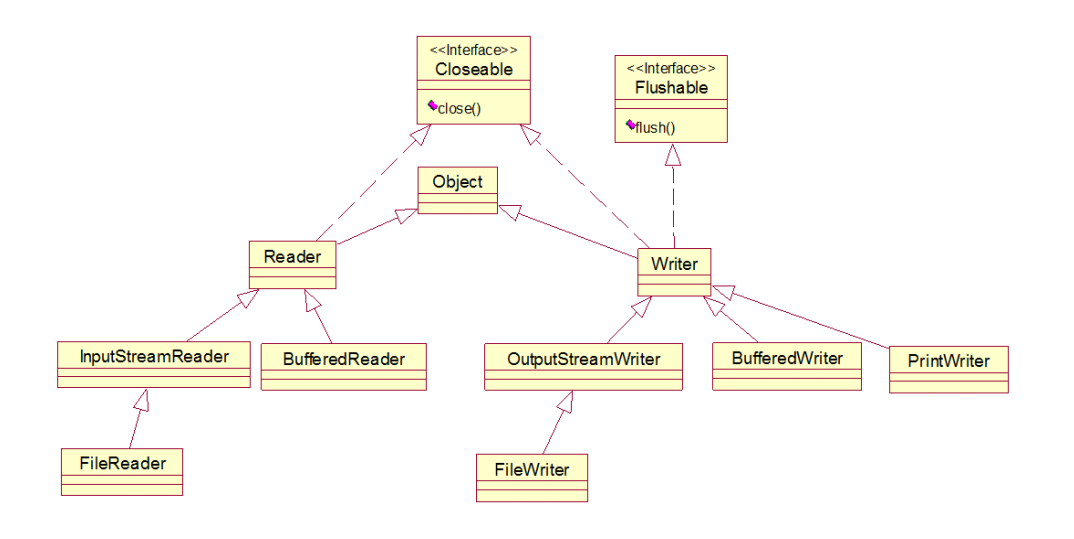 <<Interface>>
Closeable
close()
<<Interface>>
Flushable
flush()
Object
Reader
Writer
InputStreamReader
BufferedReader
OutputStreamWriter
BufferedWriter
PrintWriter
FileReader
FileWriter